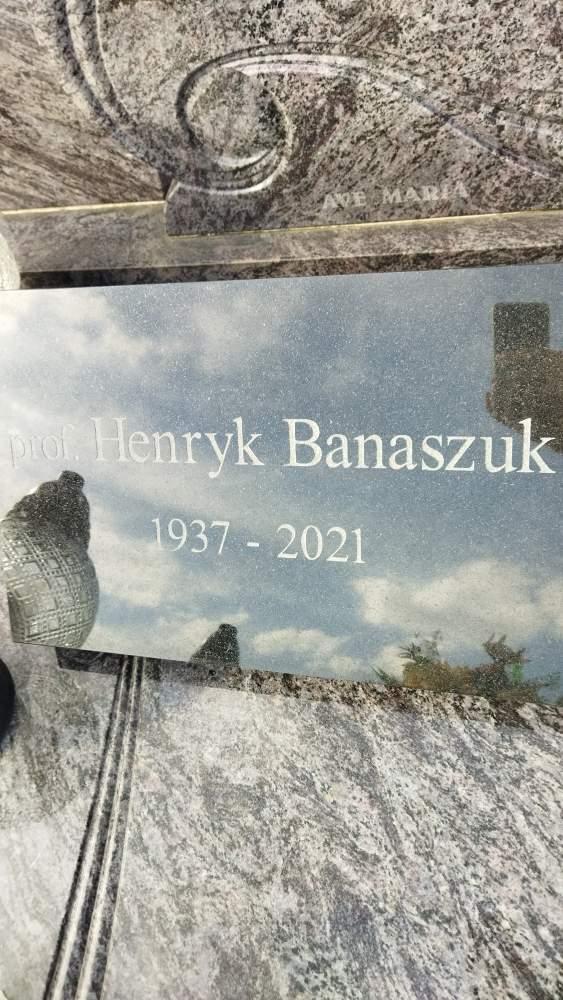 AVE MARIA
prof. Henryk Banaszuk
1937 - 2021